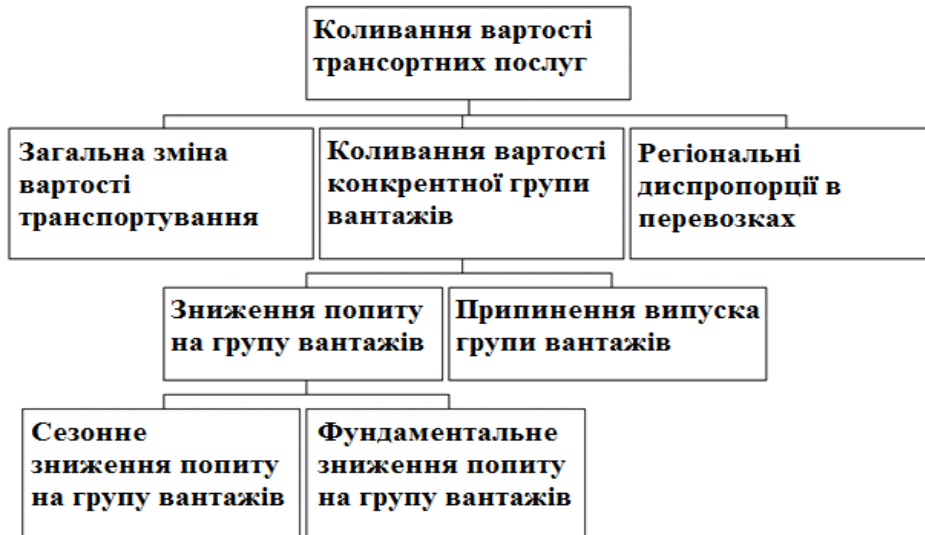 Коливання вартості
трансортних послуг
Загальна зміна
вартості
транспортування
Коливання вартості
конкрентної групи
вантажів
Регіональні
диспропорції в
перевозках
Зниження попиту
на групу вантажів
Припинення випуска
групи вантажів
Сезонне
зниження попиту
на групу вантажів
Фундаментальне
зниження попиту
на групу вантажів